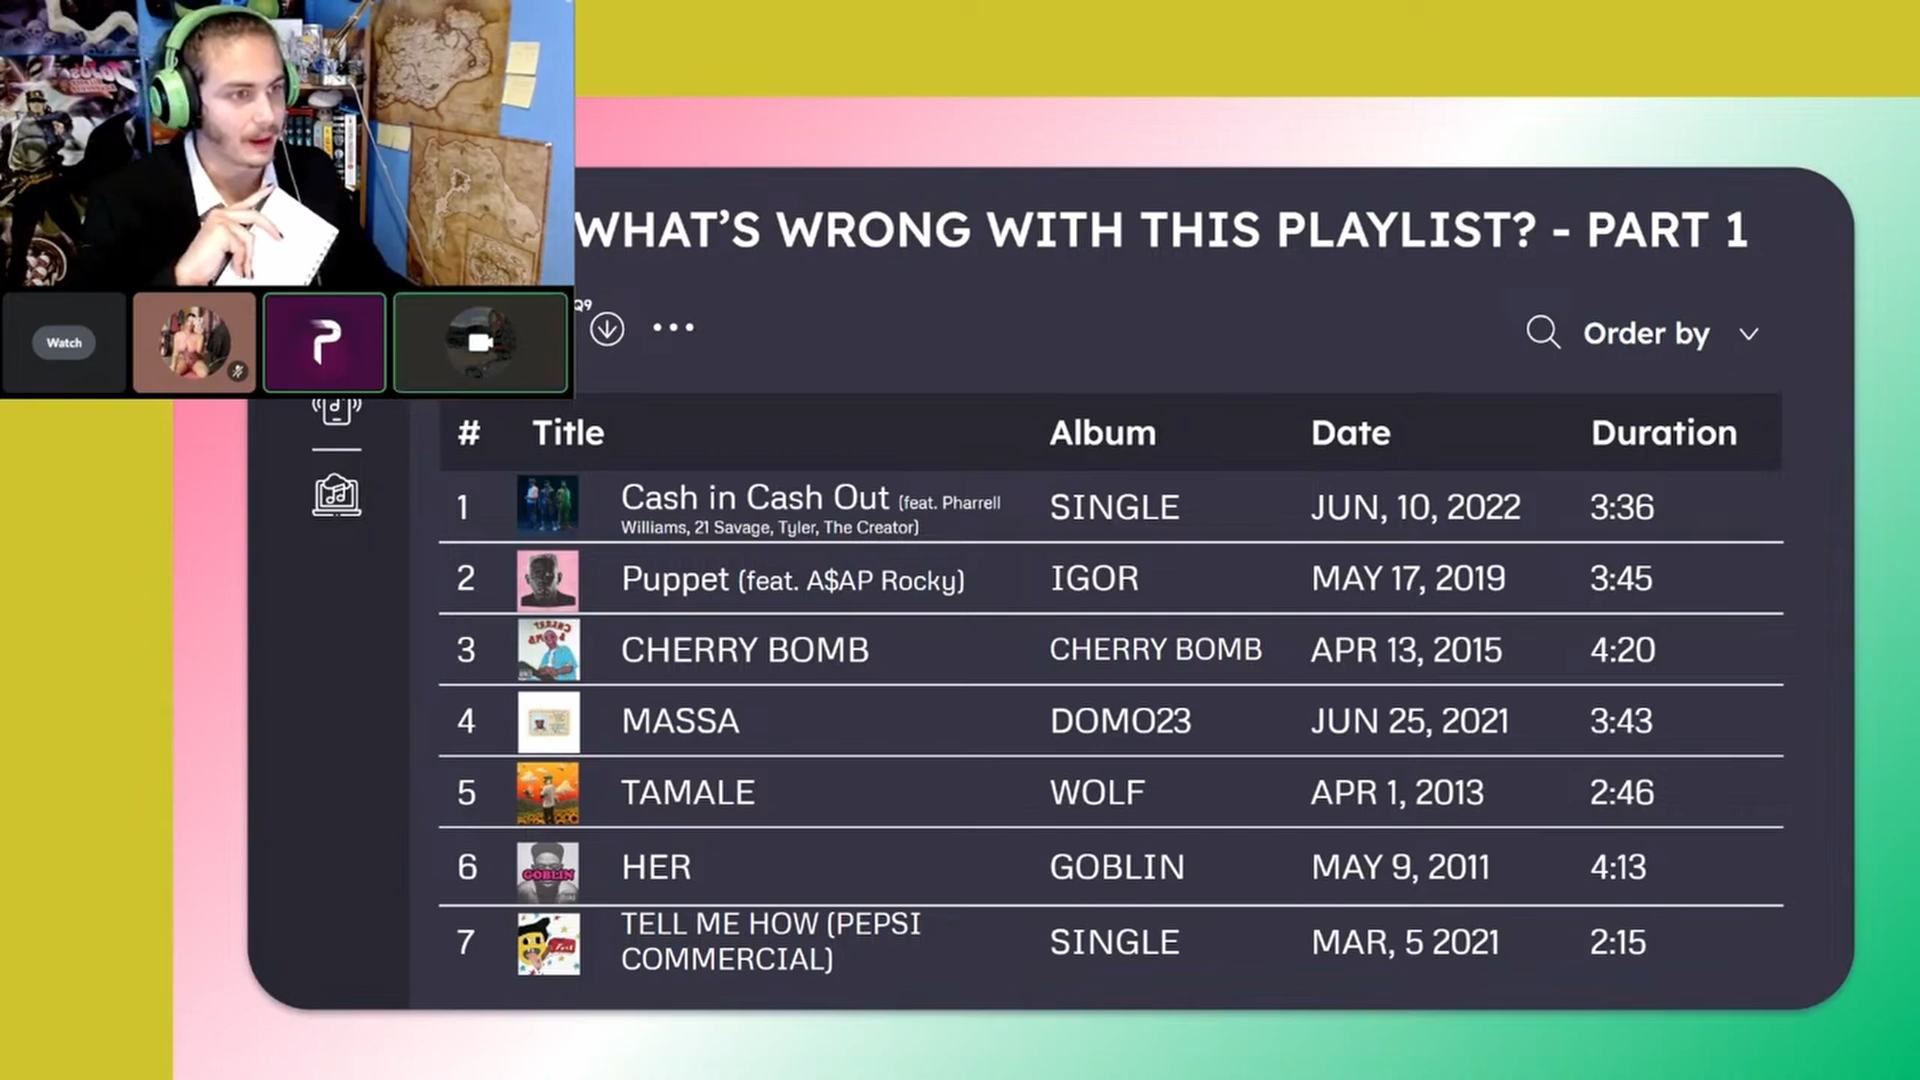 WHAT'S WRONG WITH THIS PLAYLIST? - PART 1
Q9
Watch
Order by
# Title Album Date Duration
1 Cash in Cash Out (feat. Pharrell
Williams, 21 Savage, Tyler, The Creator) SINGLE JUN, 10, 2022 3:36
2 Puppet (feat. A$AP Rocky) IGOR MAY 17, 2019 3:45
3 CHERRY BOMB CHERRY BOMB APR 13, 2015 4:20
4 MASSA DOMO23 JUN 25, 2021 3:43
5 TAMALE WOLF APR 1, 2013 2:46
GOBLIN
6 HER GOBLIN MAY 9, 2011 4:13
7 TELL ME HOW (PEPSI
COMMERCIAL) SINGLE MAR, 5 2021 2:15